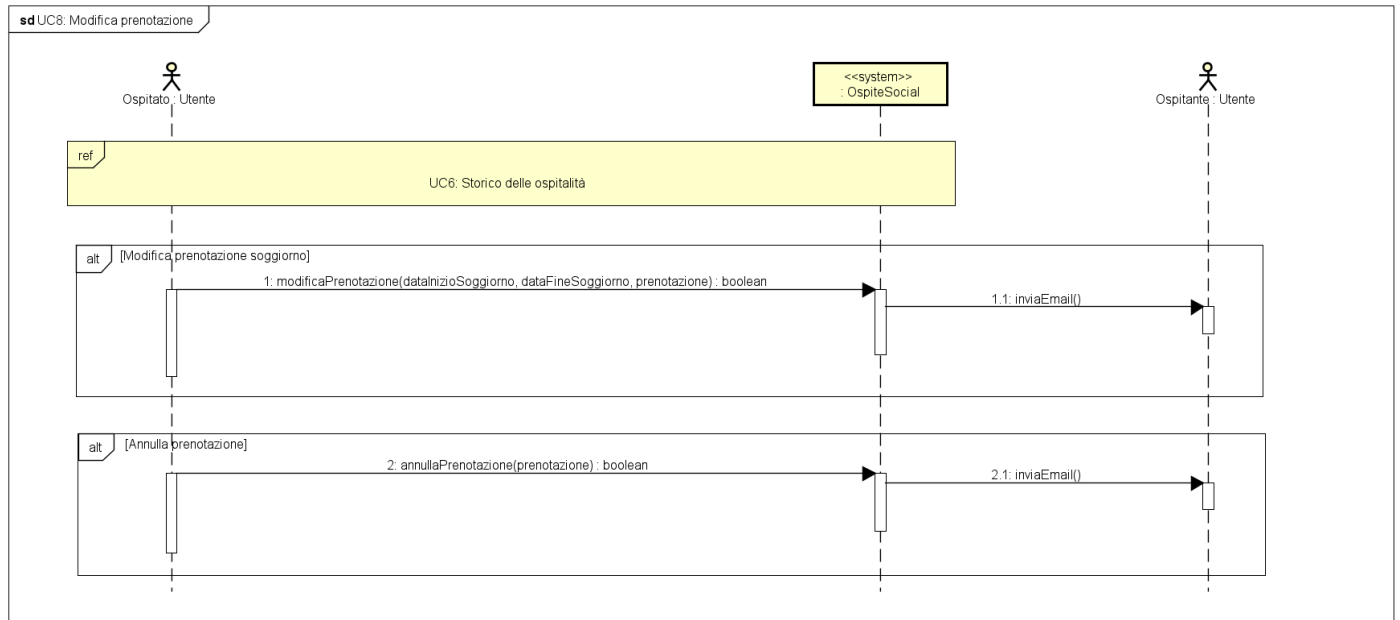 sd UC8: Modifica prenotazione
Ospitato : Utente
<<system>>
: OspiteSocial
Ospitante : Utente
ref
UC6: Storico delle ospitalità
alt [Modifica prenotazione soggiorno]
1: modificaPrenotazione(dataInizioSoggiorno, dataFineSoggiorno, prenotazione) : boolean
1.1: inviaEmail()
alt [Annulla prenotazione]
2: annullaPrenotazione(prenotazione) : boolean
2.1: inviaEmail()